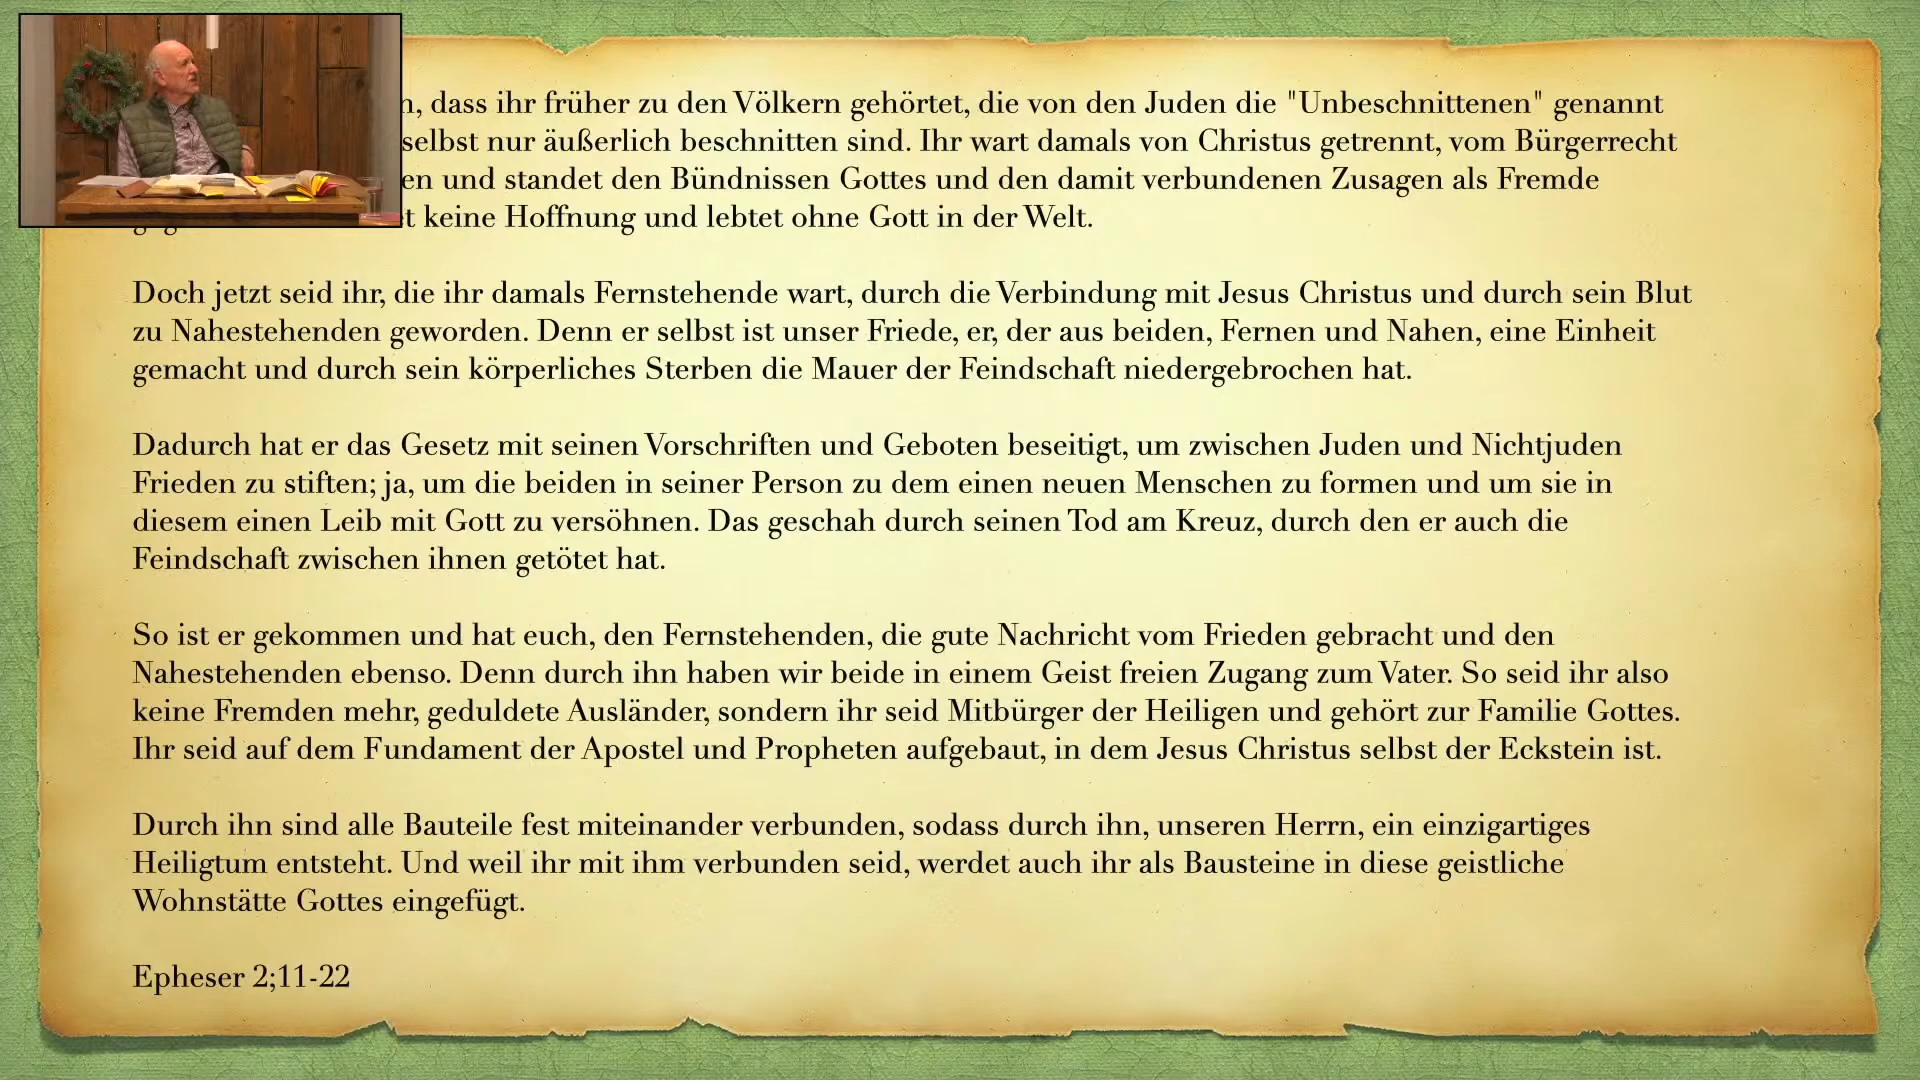 dass ihr früher zu den Völkern gehörtet, die von den Juden die "Unbeschnittenen" genannt
selbst nur äußerlich beschnitten sind. Ihr wart damals von Christus getrennt, vom Bürgerrecht
und standet den Bündnissen Gottes und den damit verbundenen Zusagen als Fremde
keine Hoffnung und lebtet ohne Gott in der Welt.
Doch jetzt seid ihr, die ihr damals Fernstehende wart, durch die Verbindung mit Jesus Christus und durch sein Blut
zu Nahestehenden geworden. Denn er selbst ist unser Friede, er, der aus beiden, Fernen und Nahen, eine Einheit
gemacht und durch sein körperliches Sterben die Mauer der Feindschaft niedergebrochen hat.
Dadurch hat er das Gesetz mit seinen Vorschriften und Geboten beseitigt, um zwischen Juden und Nichtjuden
Frieden zu stiften; ja, um die beiden in seiner Person zu dem einen neuen Menschen zu formen und um sie in
diesem einen Leib mit Gott zu versöhnen. Das geschah durch seinen Tod am Kreuz, durch den er auch die
Feindschaft zwischen ihnen getötet hat.
So ist er gekommen und hat euch, den Fernstehenden, die gute Nachricht vom Frieden gebracht und den
Nahestehenden ebenso. Denn durch ihn haben wir beide in einem Geist freien Zugang zum Vater. So seid ihr also
keine Fremden mehr, geduldete Ausländer, sondern ihr seid Mitbürger der Heiligen und gehört zur Familie Gottes.
Ihr seid auf dem Fundament der Apostel und Propheten aufgebaut, in dem Jesus Christus selbst der Eckstein ist.
Durch ihn sind alle Bauteile fest miteinander verbunden, sodass durch ihn, unseren Herrn, ein einzigartiges
Heiligtum entsteht. Und weil ihr mit ihm verbunden seid, werdet auch ihr als Bausteine in diese geistliche
Wohnstätte Gottes eingefügt.
Epheser 2;11-22